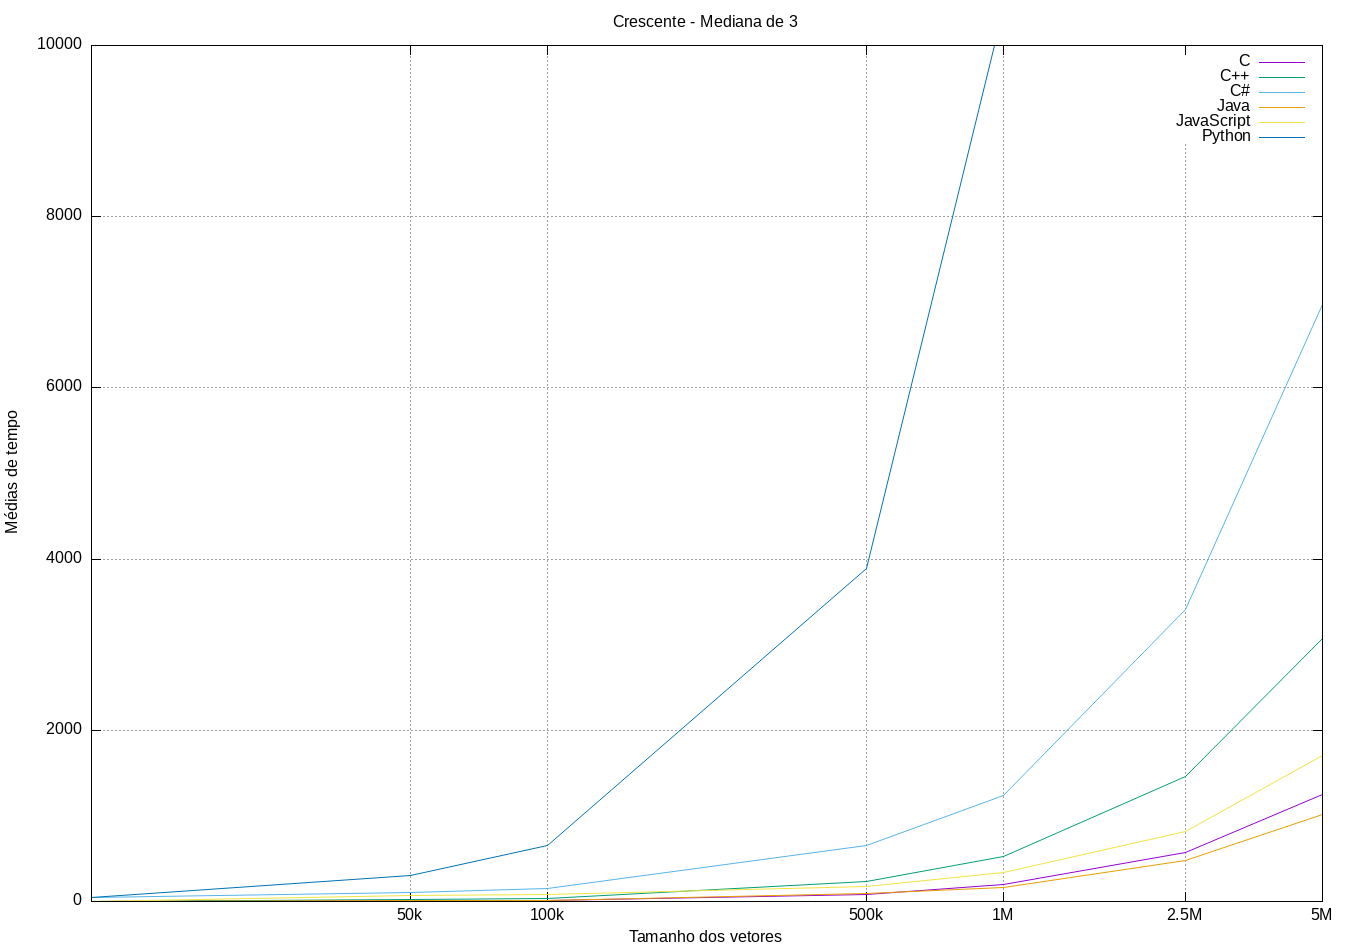 Crescente - Mediana de 3
10000
8000
6000
4000
2000
0
Médias de tempo
C
C++
C#
Java
JavaScript
Python
50k
100k
500k
1M
2.5M
5M
Tamanho dos vetores